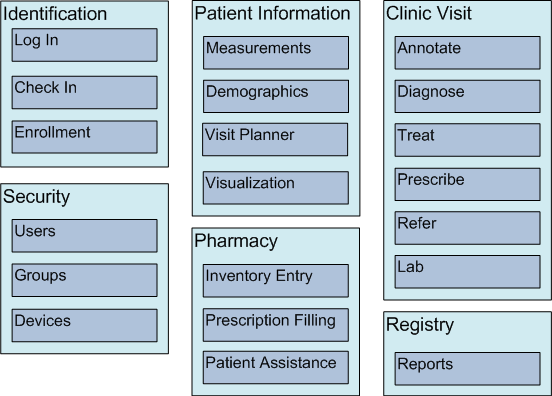 Identification
Log In
Check In
Enrollment
Security
Users
Groups
Devices
Patient Information
Measurements
Demographics
Visit Planner
Visualization
Pharmacy
Inventory Entry
Prescription Filling
Patient Assistance
Clinic Visit
Annotate
Diagnose
Treat
Prescribe
Refer
Lab
Registry
Reports